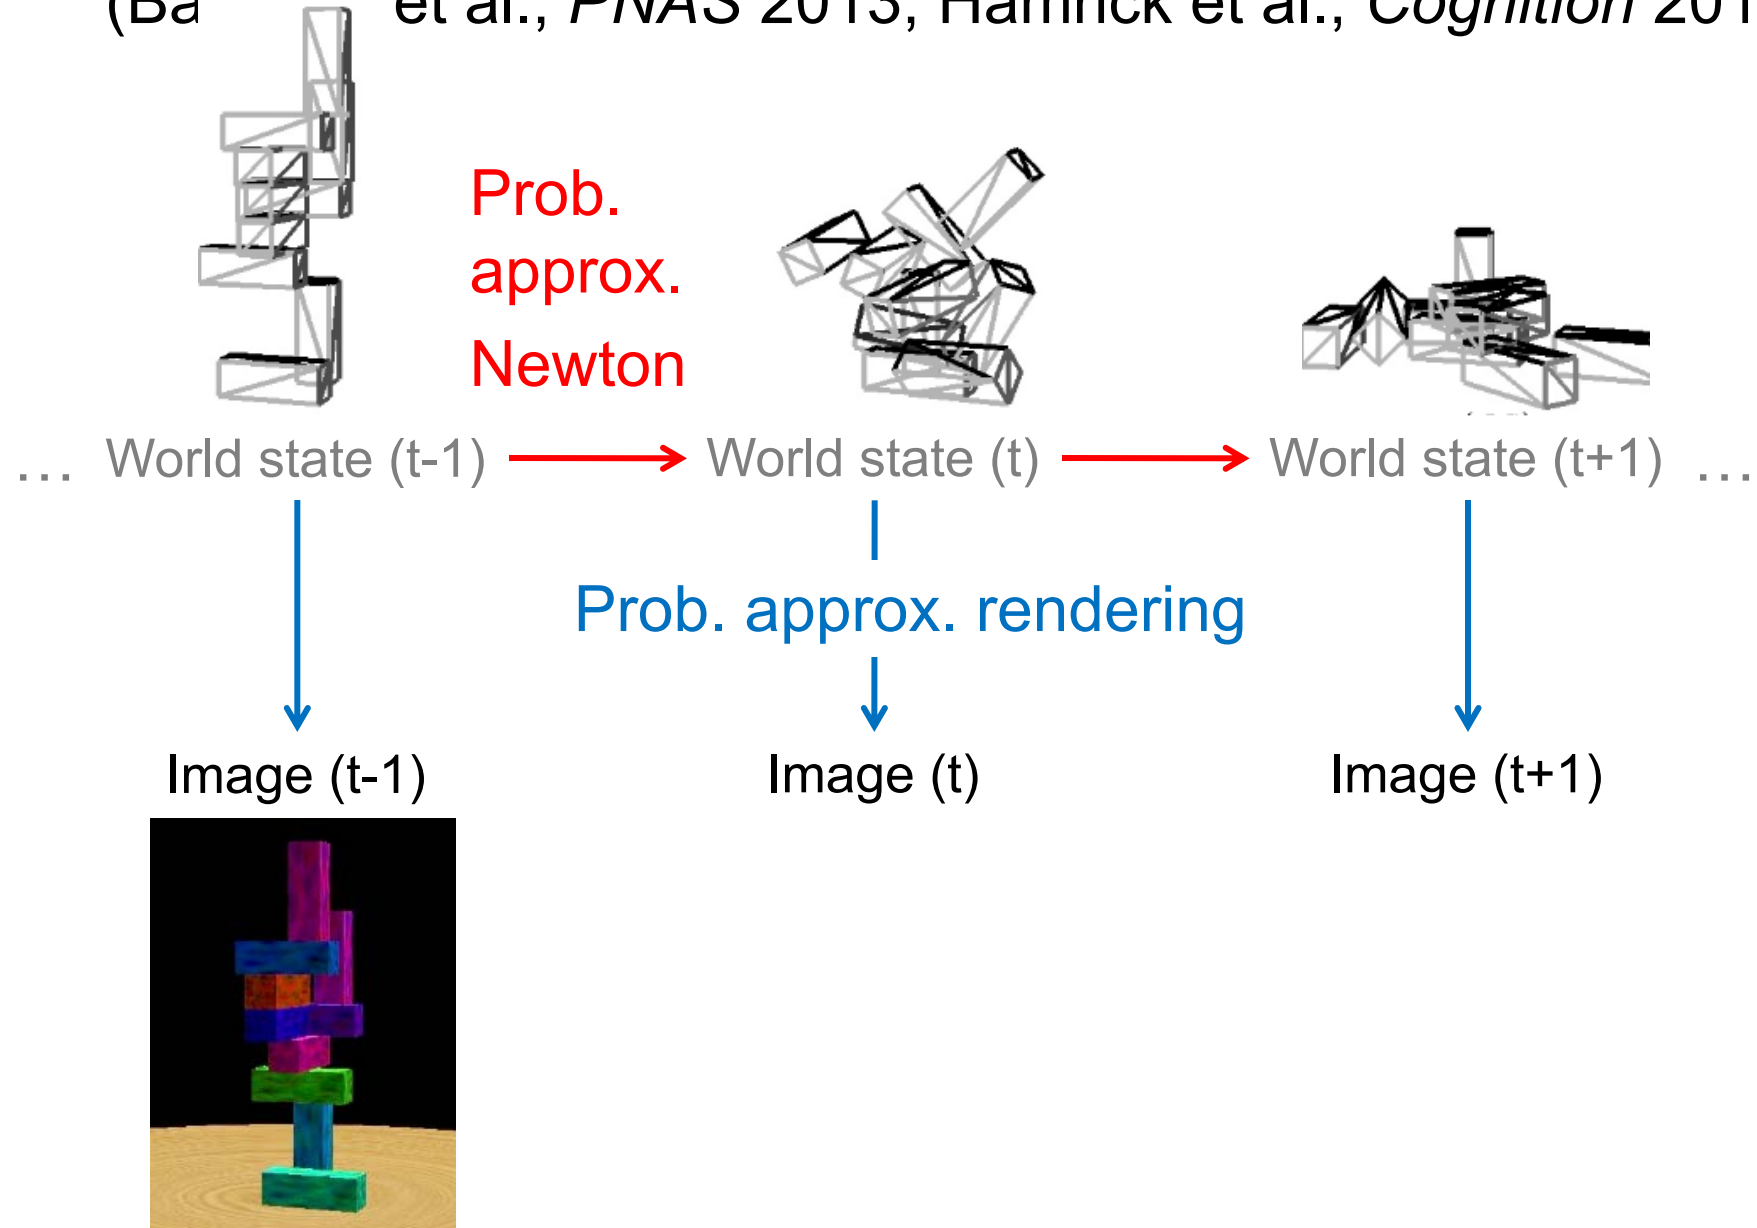 et al., PNAS 2013; Hamrick et al., Cognition
Prob.
approx.
Newton
… World state (t-1) World state (t) World state (t+1) …
Prob. approx. rendering
Image (t-1) Image (t) Image (t+1)